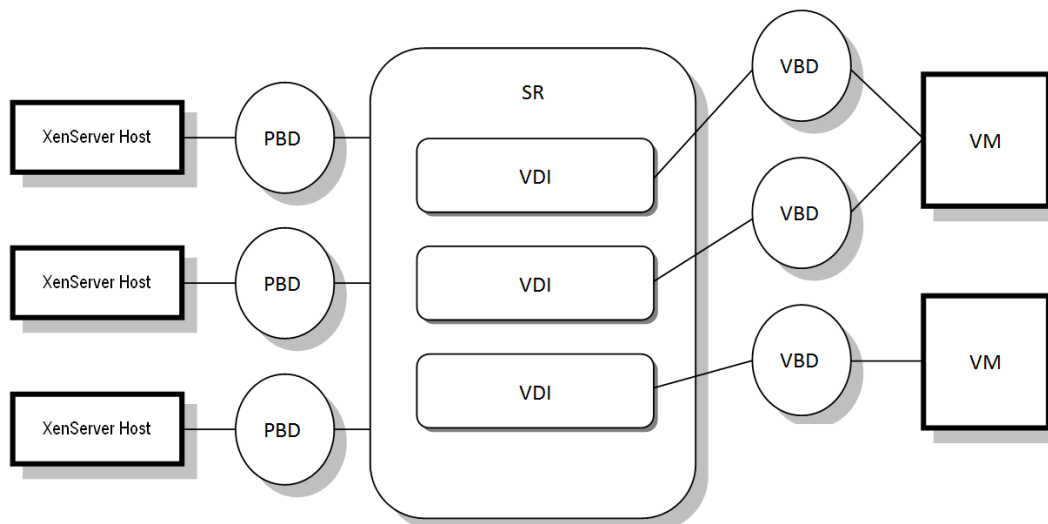 SR
XenServer Host
PBD
VDI
VBD
VM
XenServer Host
PBD
VDI
VBD
XenServer Host
PBD
VDI
VBD
VM